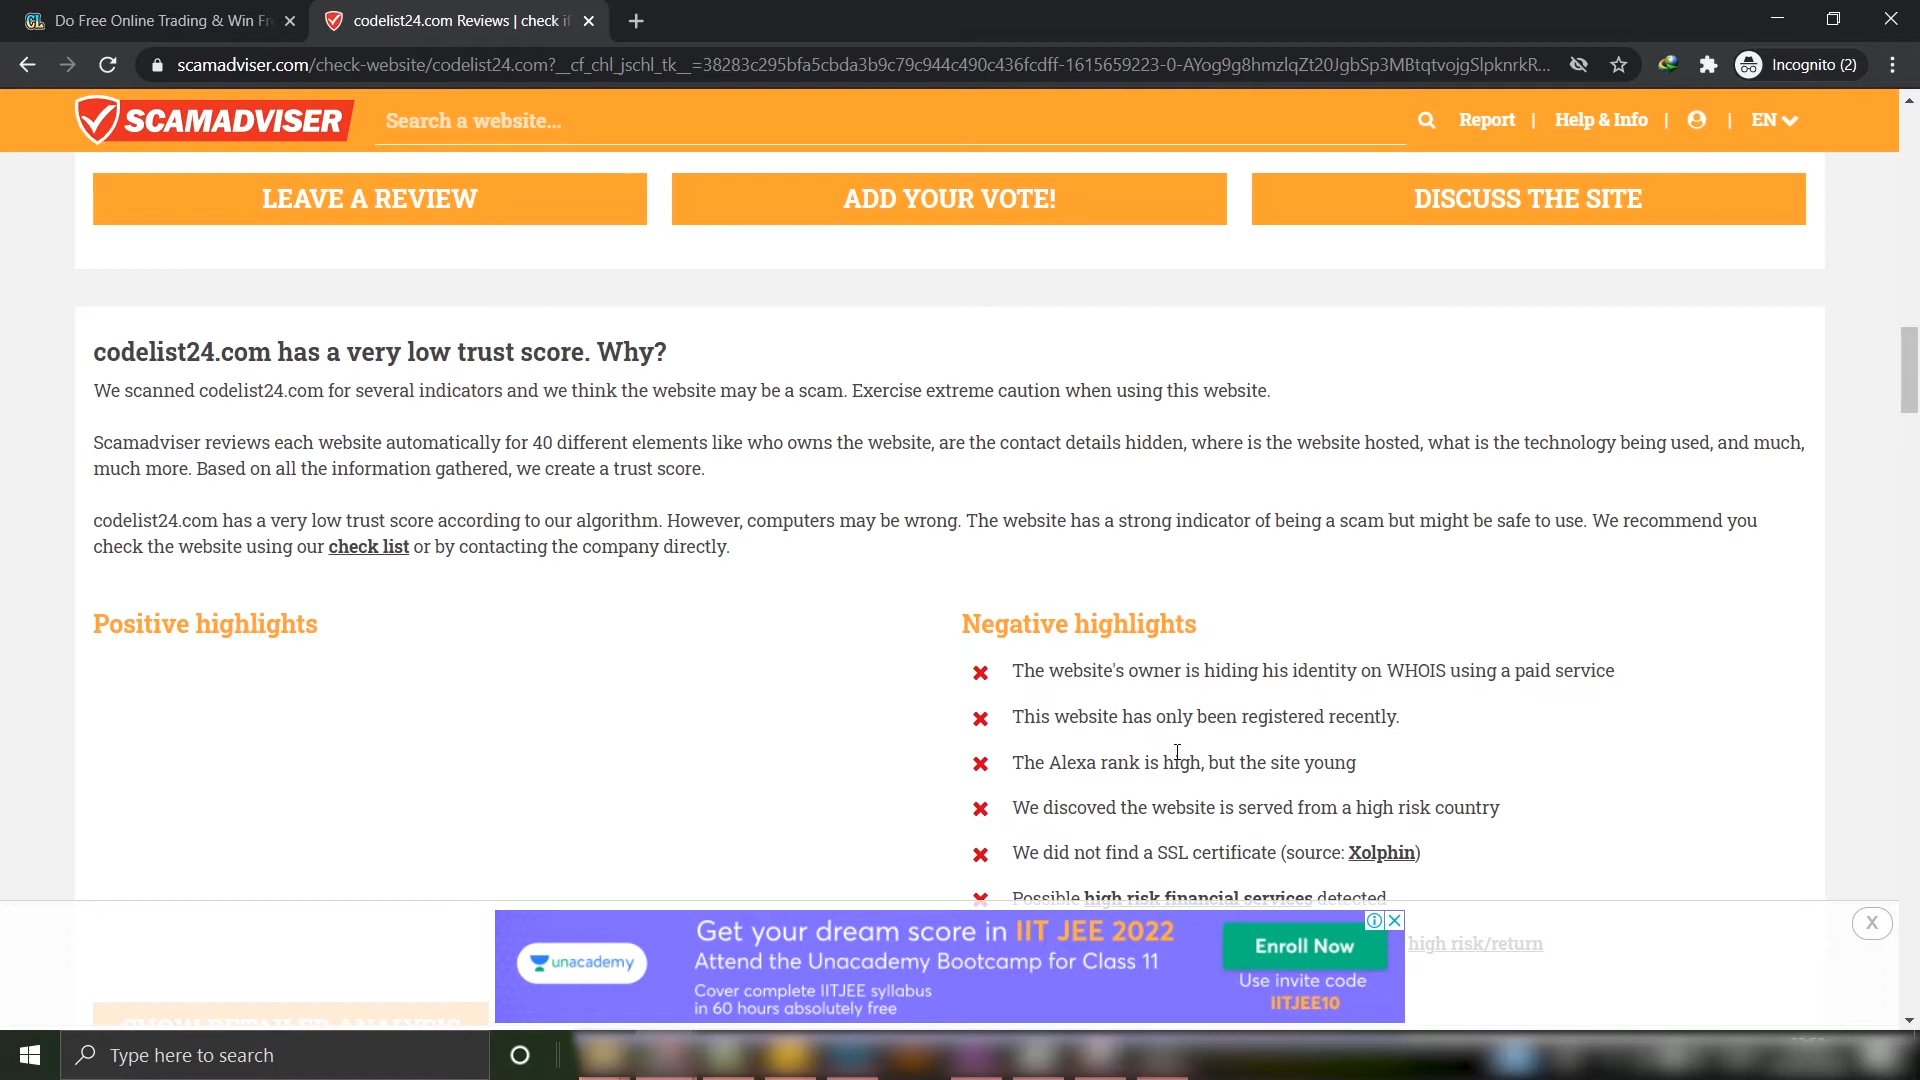 Do Free Online Trading & Win Fr
codelist24.com Reviews | check if
scamadviser.com/check-website/codelist24.com?__cf_chl_jschl_tk__=38283c295bfa5cbda3b9c79c944c490c436fcdff-1615659223-0-AYog9g8hmzlqZt20JgbSp3MBtqtvojgSlpknrkR...
Incognito (2)
SCAMADVISER
Search a website...
Report | Help & Info | | EN
LEAVE A REVIEW
ADD YOUR VOTE!
DISCUSS THE SITE
codelist24.com has a very low trust score. Why?
We scanned codelist24.com for several indicators and we think the website may be a scam. Exercise extreme caution when using this website.
Scamadviser reviews each website automatically for 40 different elements like who owns the website, are the contact details hidden, where is the website hosted, what is the technology being used, and much,
much more. Based on all the information gathered, we create a trust score.
codelist24.com has a very low trust score according to our algorithm. However, computers may be wrong. The website has a strong indicator of being a scam but might be safe to use. We recommend you
check the website using our check list or by contacting the company directly.
Positive highlights
Negative highlights
The website's owner is hiding his identity on WHOIS using a paid service
This website has only been registered recently.
The Alexa rank is high, but the site young
We discovered the website is served from a high risk country
We did not find a SSL certificate (source: Xolphin)
Possible high risk financial services detected
high risk/return
X
unacademy
Get your dream score in IIT JEE 2022
Attend the Unacademy Bootcamp for Class 11
Cover complete IITJEE syllabus
in 60 hours absolutely free
Enroll Now
Use invite code
IITJEE10
SHOW DETAILED ANALYSIS
Type here to search